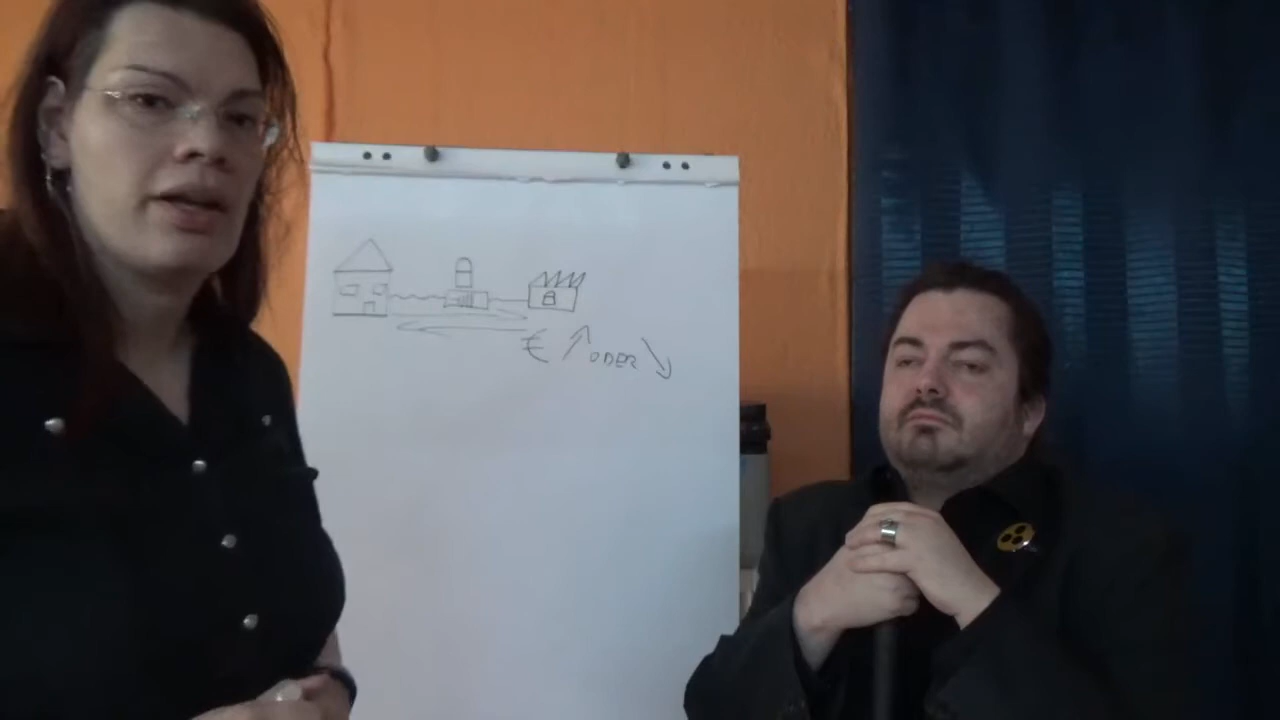 € ↗ ODER ↘